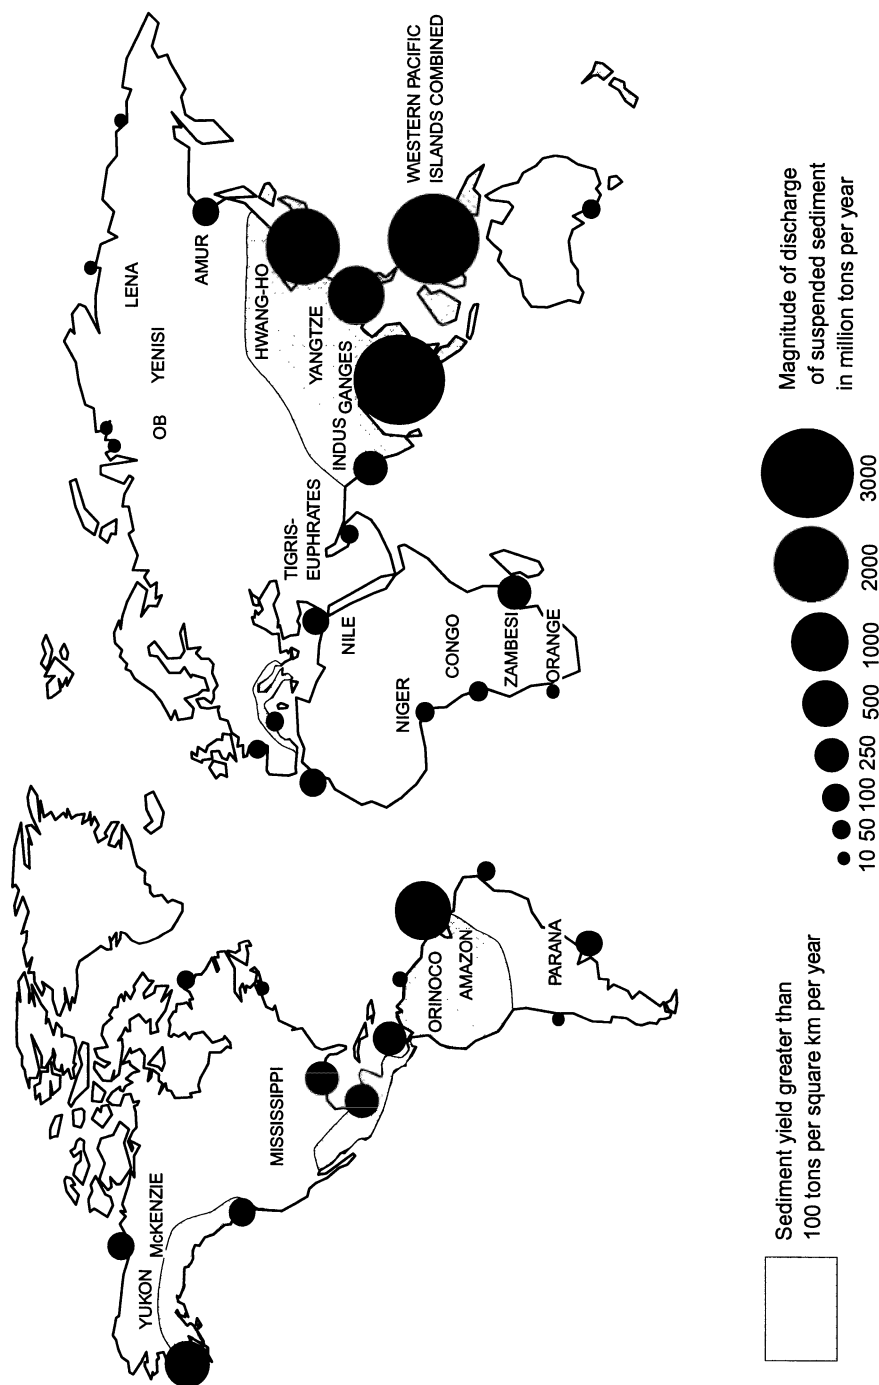 YUKON
McKENZIE
MISSISSIPPI
ORINOCO
AMAZON
PARANA
NIGER
NILE
CONGO
ZAMBESI
ORANGE
TIGRIS-
EUPHRATES
OB
YENISI
LENA
AMUR
HWANG-HO
YANGTZE
INDUS
GANGES
WESTERN PACIFIC
ISLANDS COMBINED
Sediment yield greater than
100 tons per square km per year
10 50 100 250 500 1000 2000 3000
Magnitude of discharge
of suspended sediment
in million tons per year